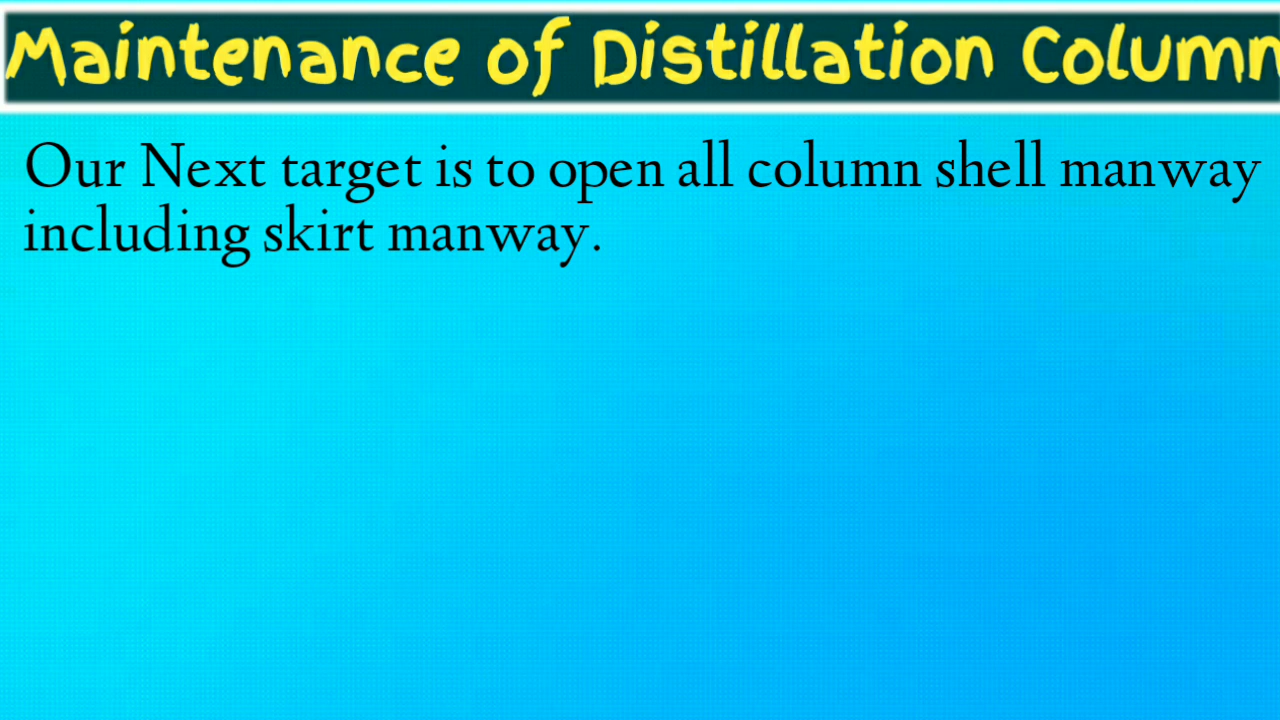 Maintenance of Distillation Column
Our Next target is to open all column shell manway
including skirt manway.